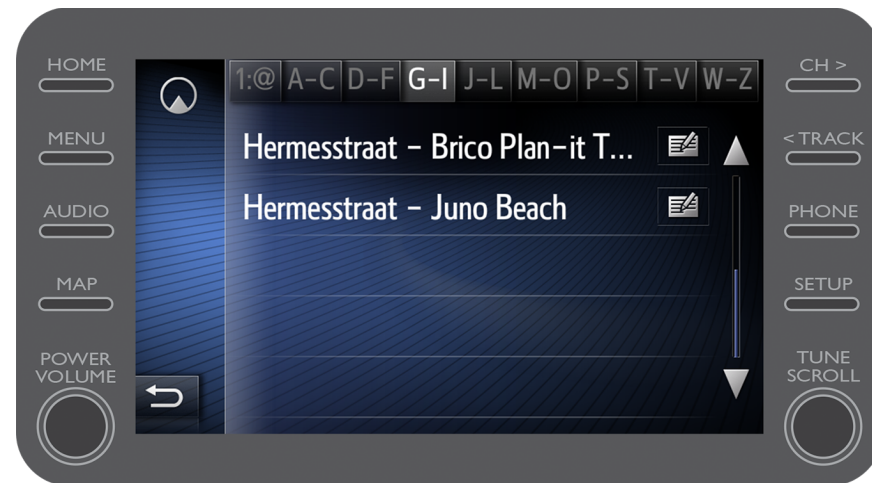 HOME
MENU
AUDIO
MAP
POWER
VOLUME
1:@ A-C D-F G-I J-L M-O P-S T-V W-Z
Hermesstraat - Brico Plan-it T...
Hermesstraat - Juno Beach
CH >
< TRACK
PHONE
SETUP
TUNE
SCROLL